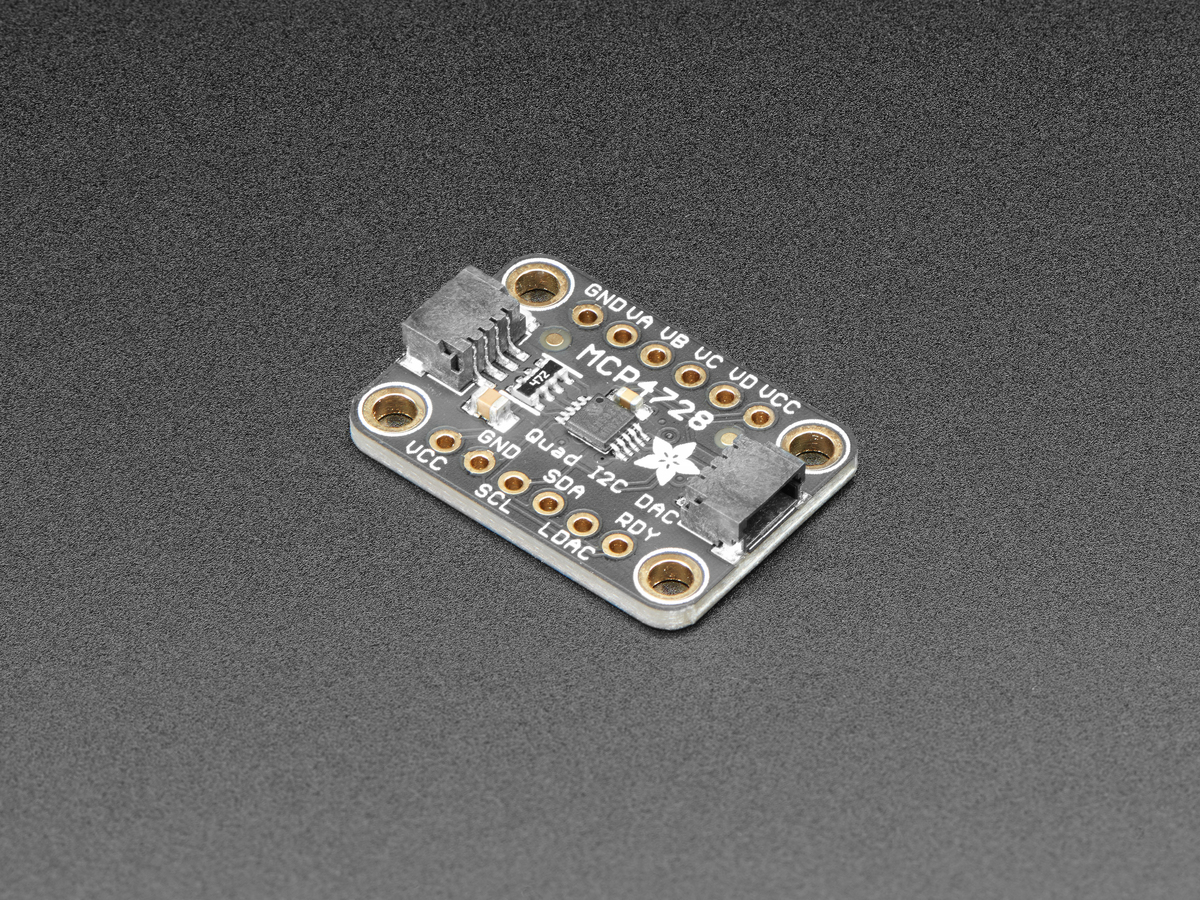 GND VA VB VC VD VCC
MCP4728
472
Quad I2C DAC
VCC GND SCL SDA LDAC RDY